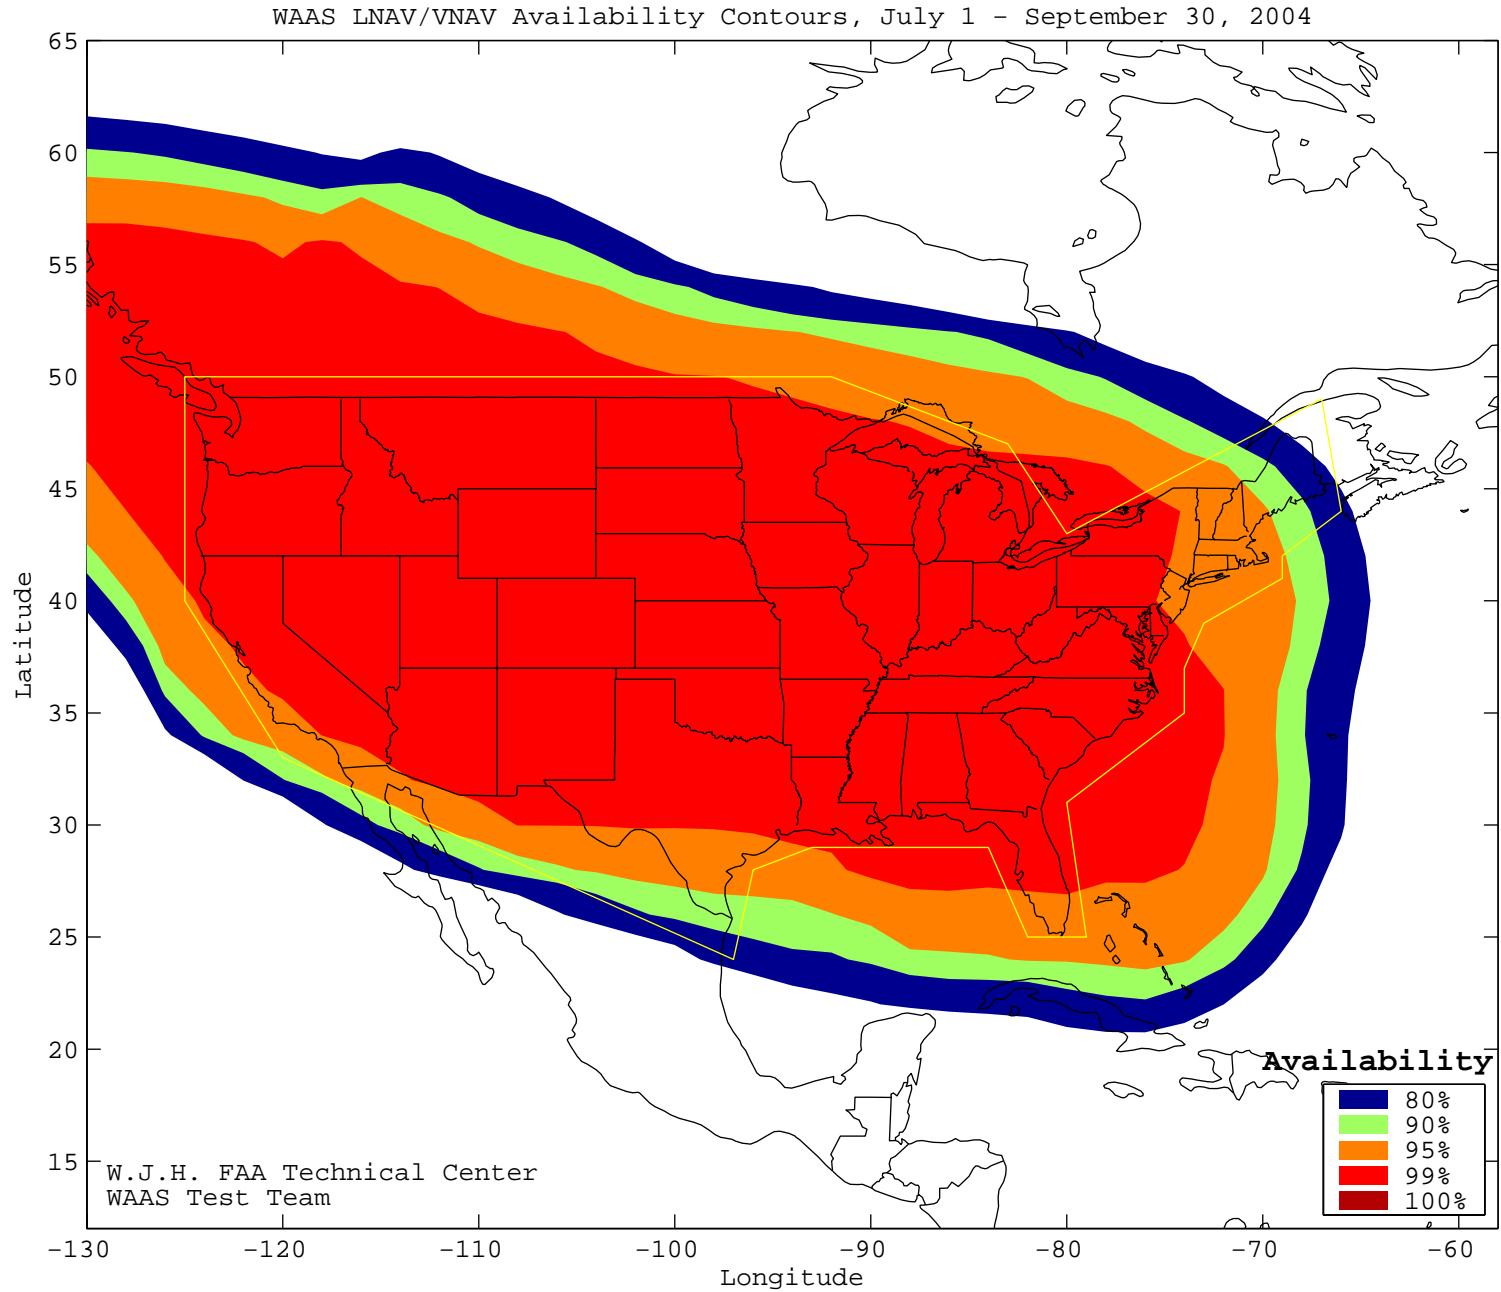 WAAS LNAV/VNAV Availability Contours, July 1 - September 30, 2004
65
60
55
50
45
40
35
30
25
20
15
Latitude
-130 -120 -110 -100 -90 -80 -70 -60
Longitude
W.J.H. FAA Technical Center
WAAS Test Team
Availability
80%
90%
95%
99%
100%